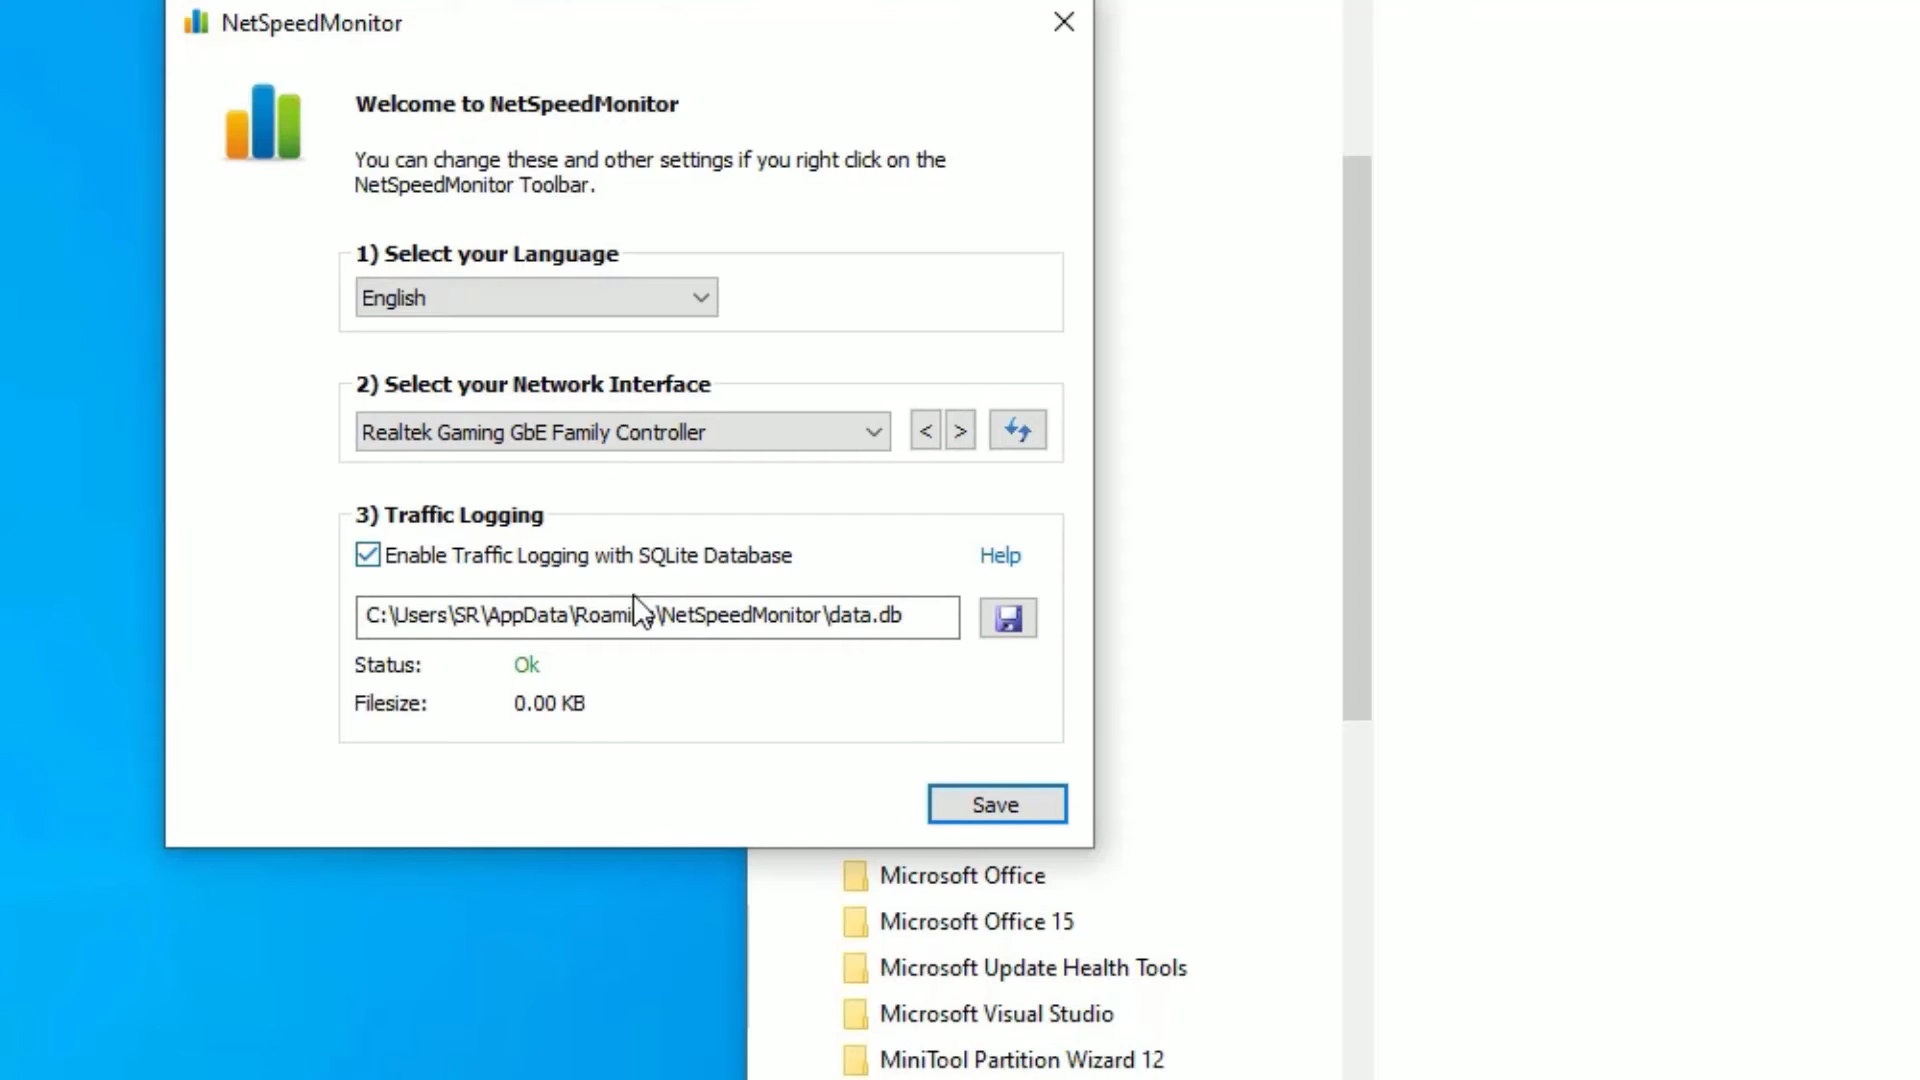 NetSpeedMonitor
Welcome to NetSpeedMonitor
You can change these and other settings if you right click on the
NetSpeedMonitor Toolbar.
1) Select your Language
English
2) Select your Network Interface
Realtek Gaming GbE Family Controller
< >
3) Traffic Logging
Enable Traffic Logging with SQLite Database Help
C:\Users\SR\AppData\Roaming\NetSpeedMonitor\data.db
Status: Ok
Filesize: 0.00 KB
Save
Microsoft Office
Microsoft Office 15
Microsoft Update Health Tools
Microsoft Visual Studio
MiniTool Partition Wizard 12